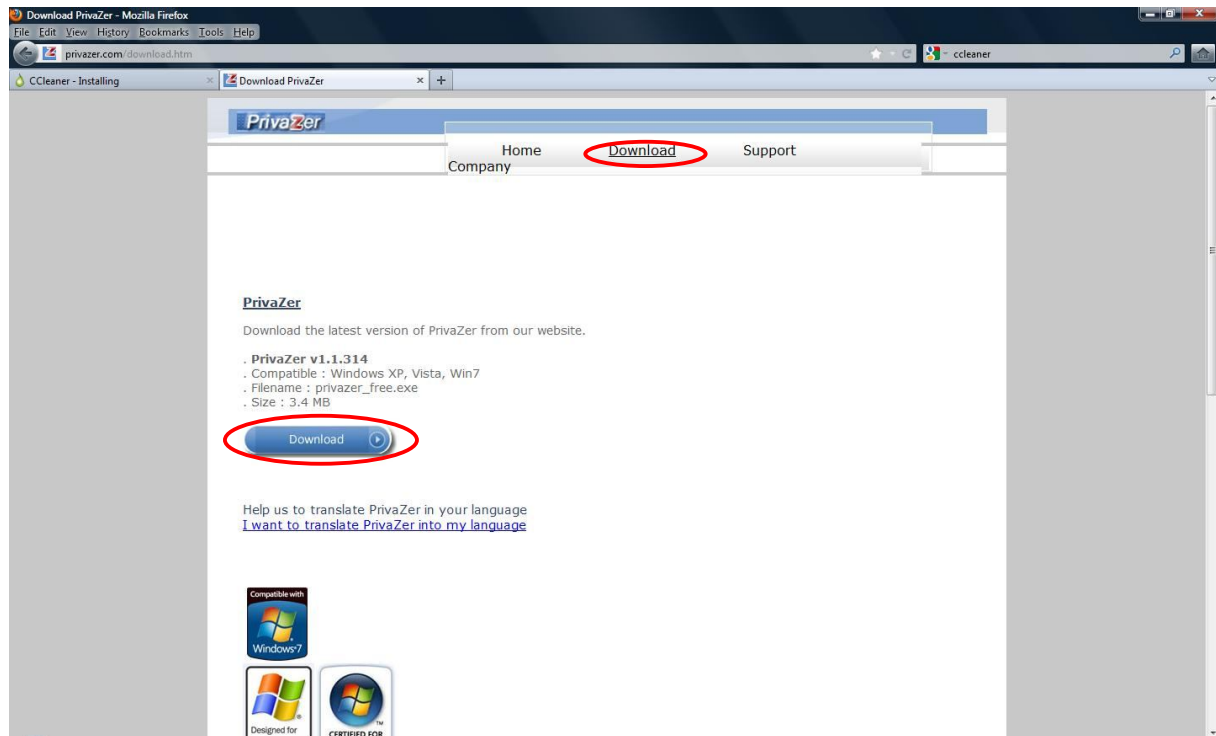 Download PrivaZer - Mozilla Firefox
File Edit View History Bookmarks Tools Help
privazer.com/download.htm
ccleaner
CCleaner - Installing
Download PrivaZer
PrivaZer
Home Download Support
Company
PrivaZer
Download the latest version of PrivaZer from our website.
. PrivaZer v1.1.314
. Compatible : Windows XP, Vista, Win7
. Filename : privazer_free.exe
. Size : 3.4 MB
Download
Help us to translate PrivaZer in your language
I want to translate PrivaZer into my language
Compatible with
Windows 7
Designed for
CERTIFIED FOR